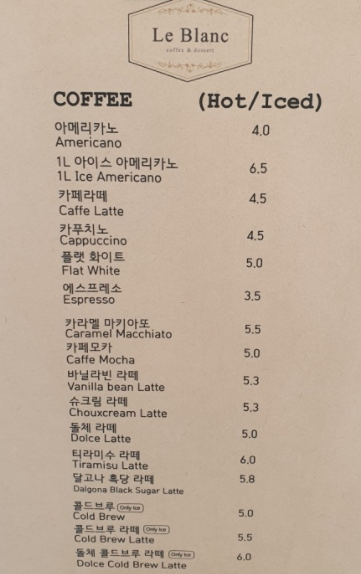 Le Blanc
coffee & dessert
COFFEE (Hot/Iced)
아메리카노 4.0
Americano
1L 아이스 아메리카노 6.5
1L Ice Americano
카페라떼 4.5
Caffe Latte
카푸치노 4.5
Cappuccino
플랫 화이트 5.0
Flat White
에스프레소 3.5
Espresso
카라멜 마키아또 5.5
Caramel Macchiato
카페모카 5.0
Caffe Mocha
바닐라빈 라떼 5.3
Vanilla bean Latte
슈크림 라떼 5.3
Chouxcream Latte
돌체 라떼 5.0
Dolce Latte
티라미수 라떼 6.0
Tiramisu Latte
달고나 흑당 라떼 5.8
Dalgona Black Sugar Latte
콜드브루 5.0
Cold Brew
콜드브루 라떼 5.5
Cold Brew Latte
돌체 콜드브루 라떼 6.0
Dolce Cold Brew Latte